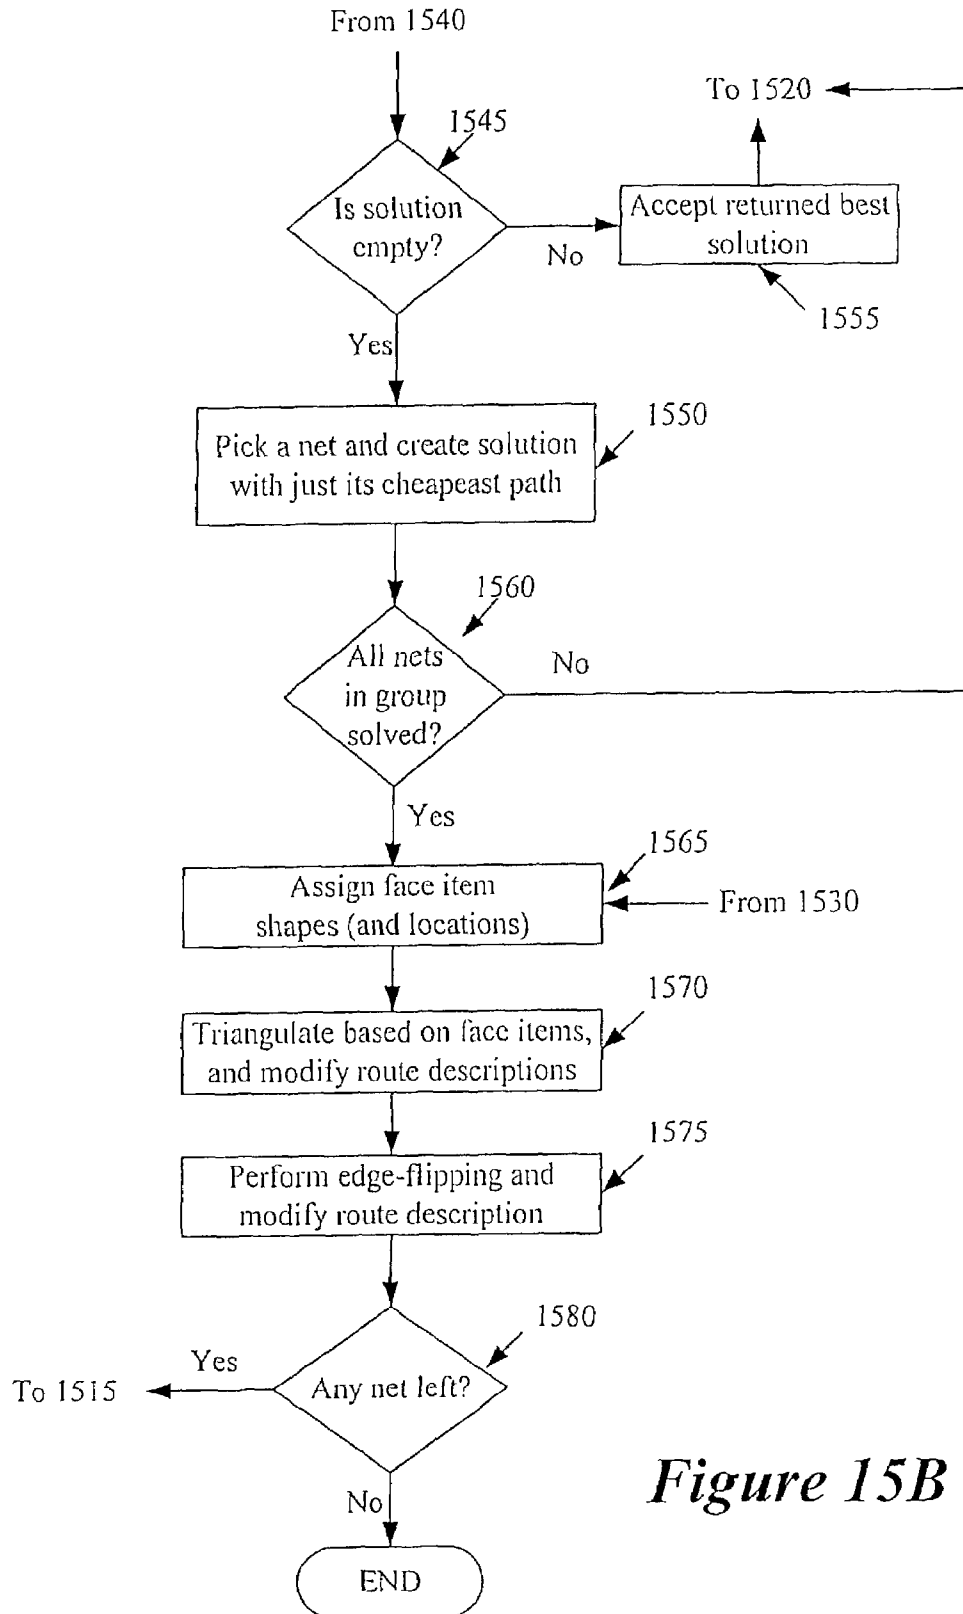 From 1540
To 1520
1545
Is solution
empty?
No
Accept returned best
solution
1555
Yes
1550
Pick a net and create solution
with just its cheapeast path
1560
All nets
in group
solved?
No
Yes
1565
Assign face item
shapes (and locations)
From 1530
1570
Triangulate based on face items,
and modify route descriptions
1575
Perform edge-flipping and
modify route description
1580
Any net left?
Yes
To 1515
No
END
Figure 15B